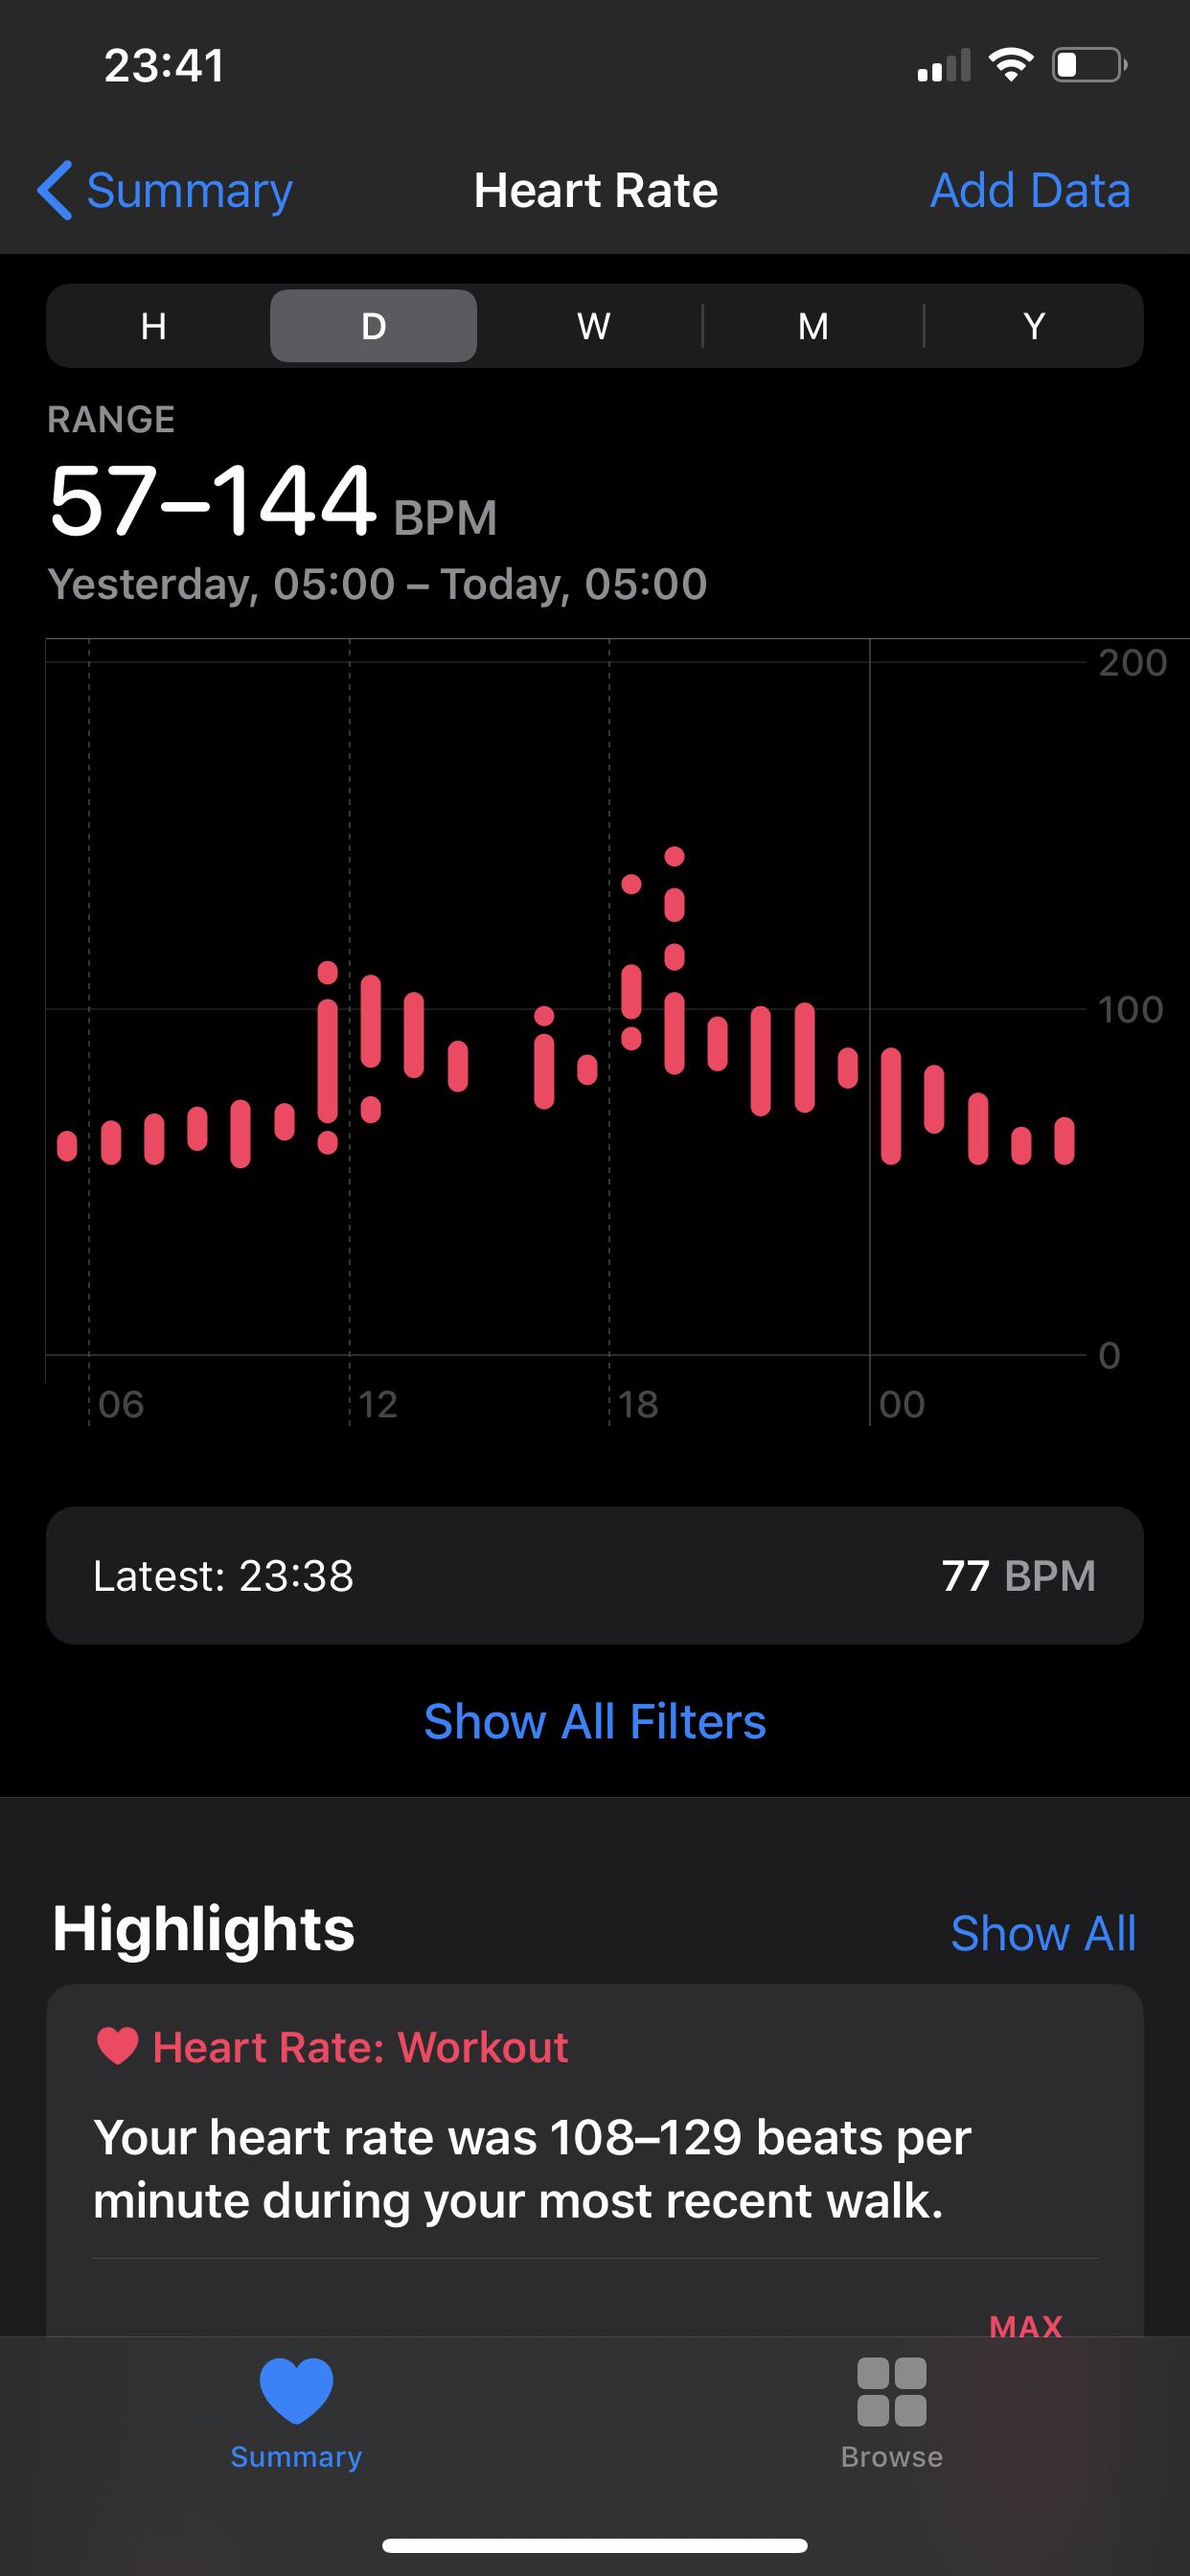 23:41
Summary Heart Rate Add Data
H D W M Y
RANGE
57–144 BPM
Yesterday, 05:00 – Today, 05:00
200
100
0
06 12 18 00
Latest: 23:38 77 BPM
Show All Filters
Highlights Show All
Heart Rate: Workout
Your heart rate was 108–129 beats per
minute during your most recent walk.
MAX
Summary Browse